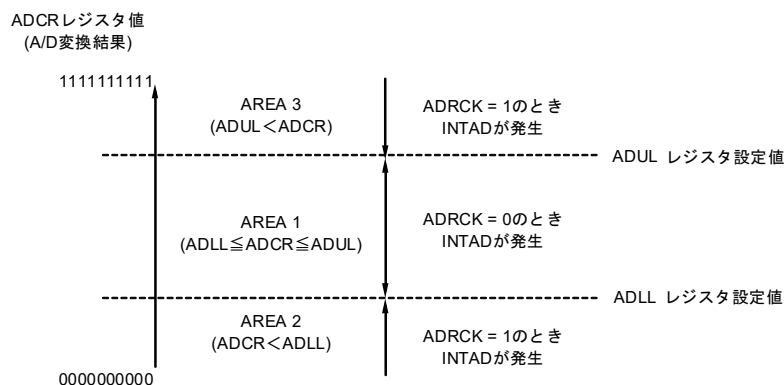 ADCRレジスタ値
(A/D変換結果)
1111111111
AREA 3
(ADUL＜ADCR)
ADRCK = 1のとき
INTADが発生
ADUL レジスタ設定値
AREA 1
(ADLL≦ADCR≦ADUL)
ADRCK = 0のとき
INTADが発生
ADLL レジスタ設定値
AREA 2
(ADCR＜ADLL)
ADRCK = 1のとき
INTADが発生
0000000000